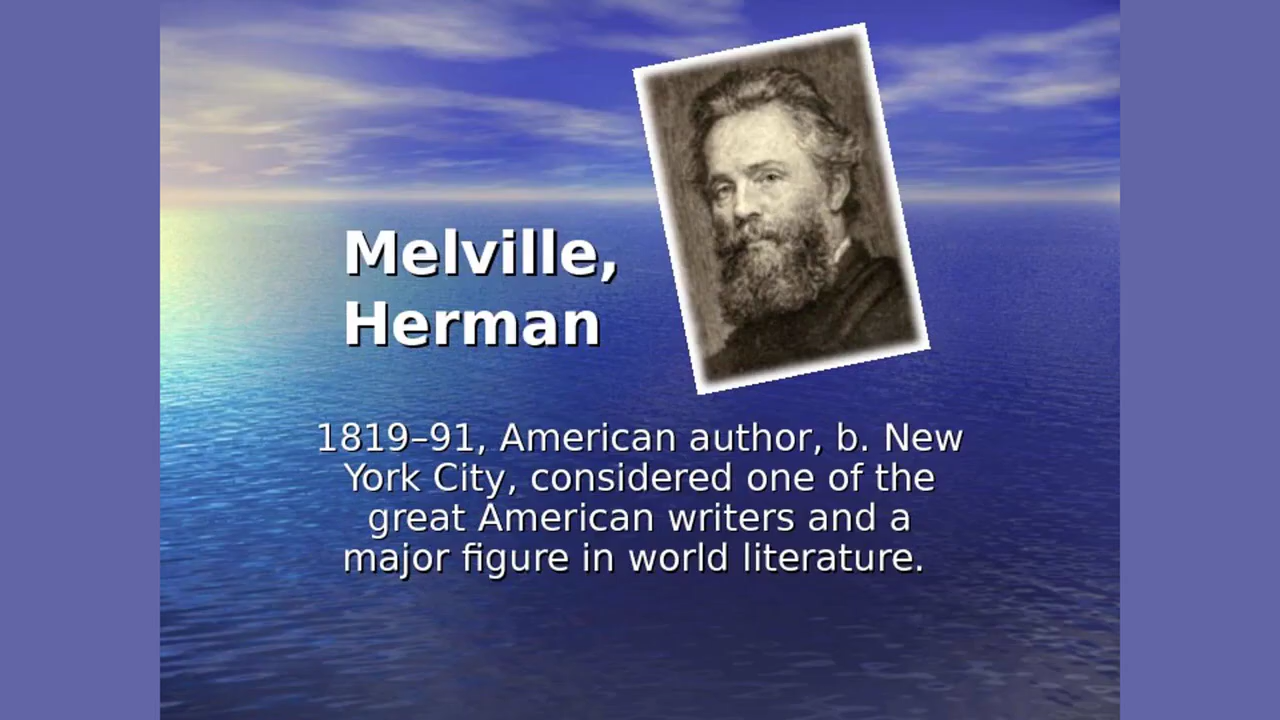 Melville,
Herman
1819–91, American author, b. New
York City, considered one of the
great American writers and a
major figure in world literature.